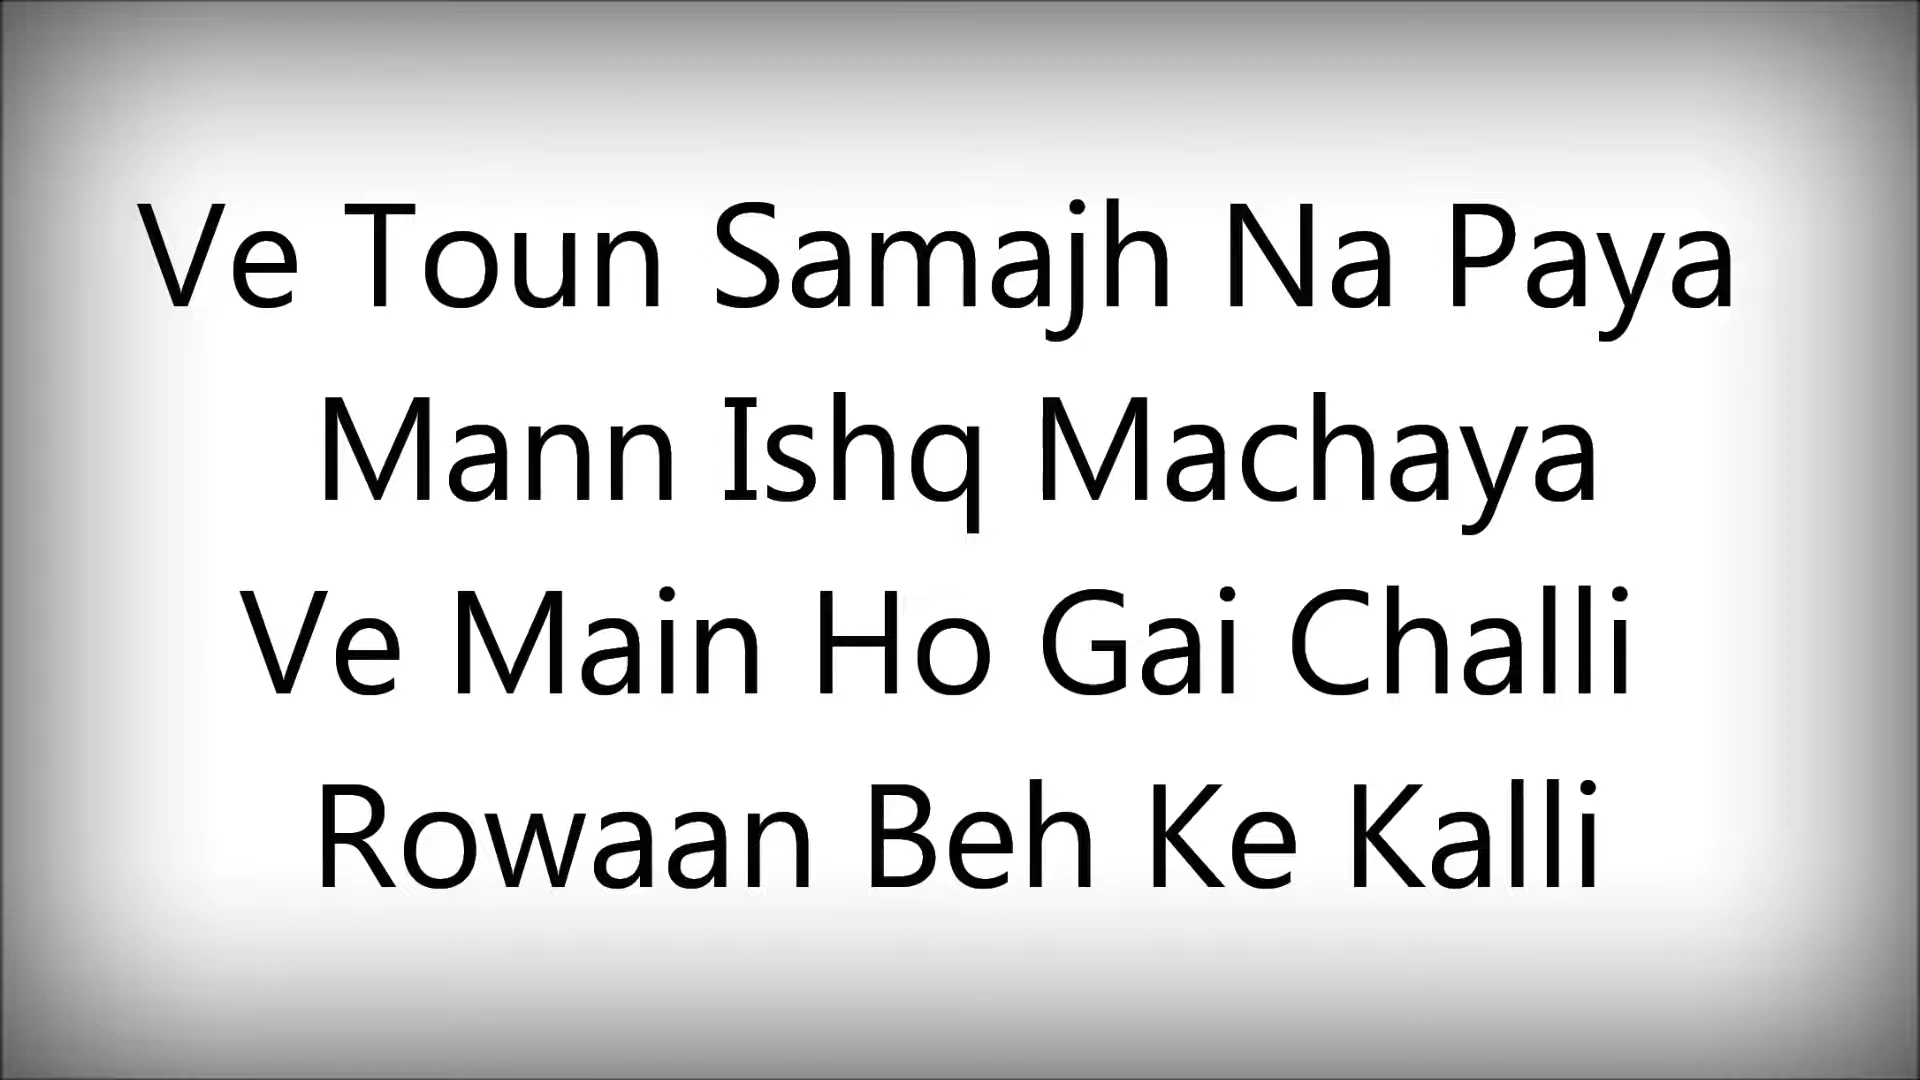 Ve Toun Samajh Na Paya
Mann Ishq Machaya
Ve Main Ho Gai Challi
Rowaan Beh Ke Kalli